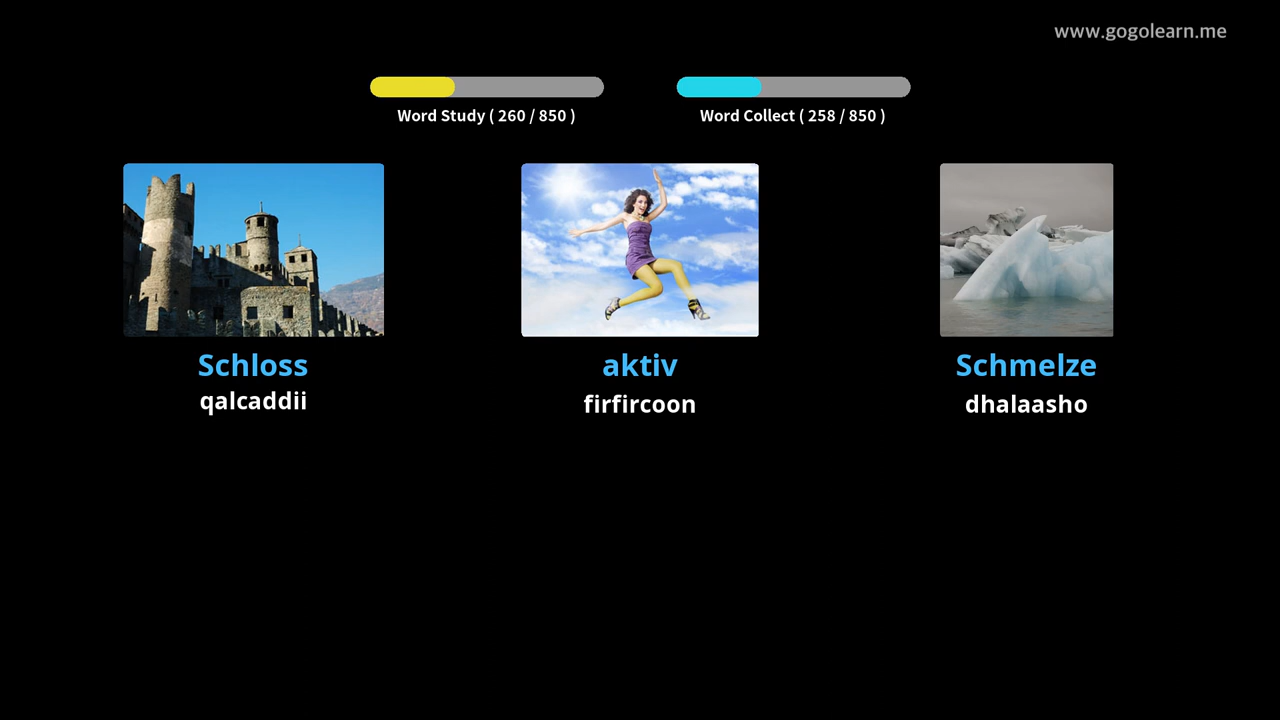 www.gogolearn.me
Word Study ( 260 / 850 )
Word Collect ( 258 / 850 )
Schloss
qalcaddii
aktiv
firfircoon
Schmelze
dhalaasho